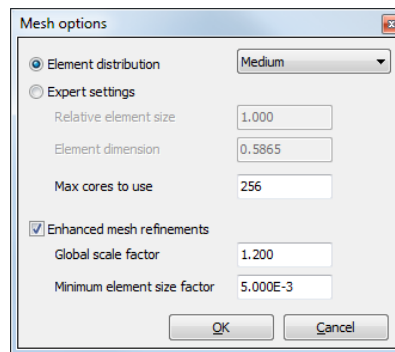 Mesh options
Element distribution Medium
Expert settings
Relative element size 1.000
Element dimension 0.5865
Max cores to use 256
Enhanced mesh refinements
Global scale factor 1.200
Minimum element size factor 5.000E-3
OK Cancel